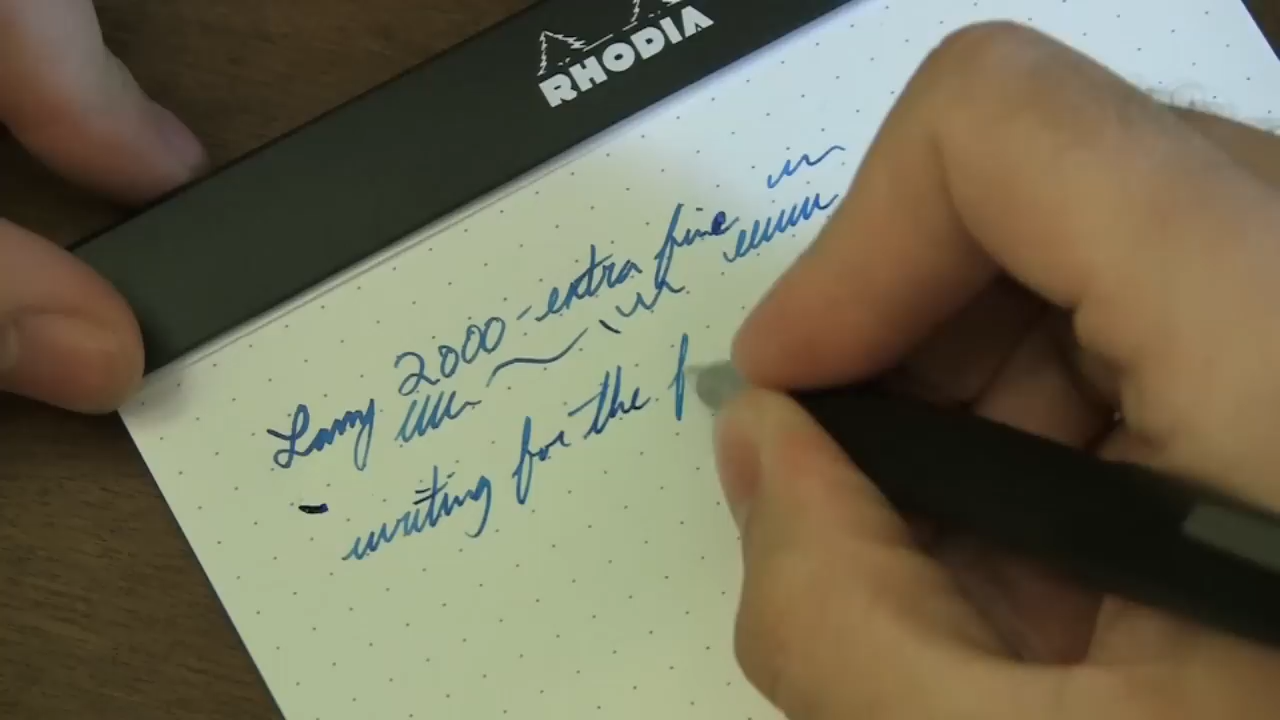 RHODIA
Lamy 2000 - extra fine
- writing for the f